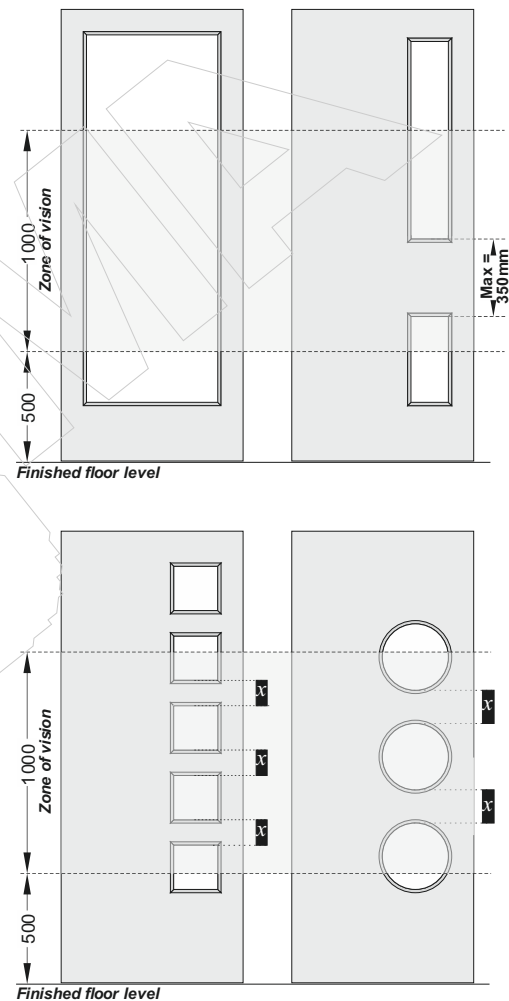 1000
Zone of vision
500
Max =
350mm
Finished floor level
x
x
x
x
x
1000
Zone of vision
500
Finished floor level